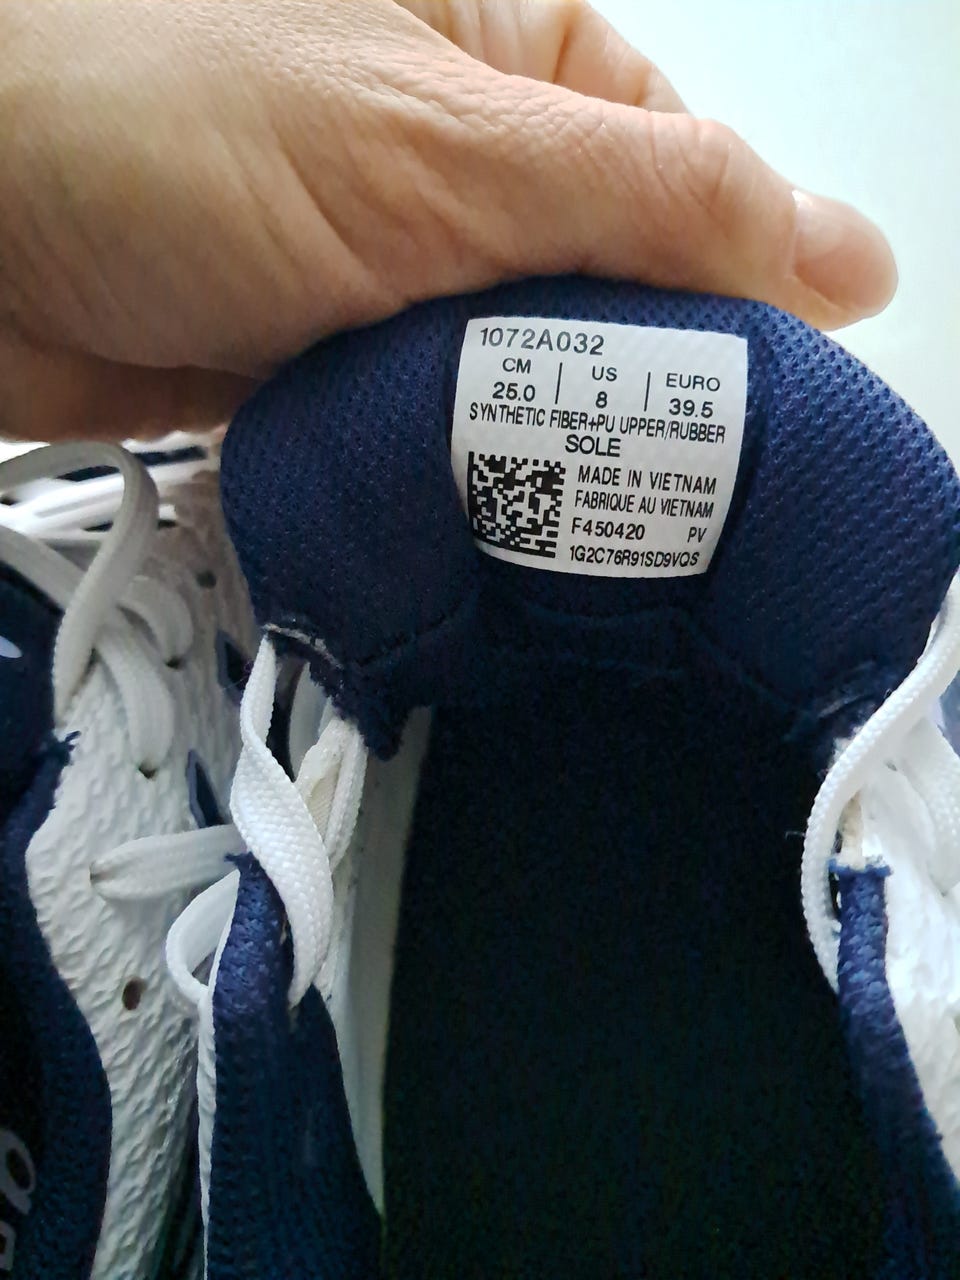 1072A032
CM US EURO
25.0 8 39.5
SYNTHETIC FIBER+PU UPPER/RUBBER
SOLE
MADE IN VIETNAM
FABRIQUE AU VIETNAM
F450420 PV
1G2C76R91SD9VQS